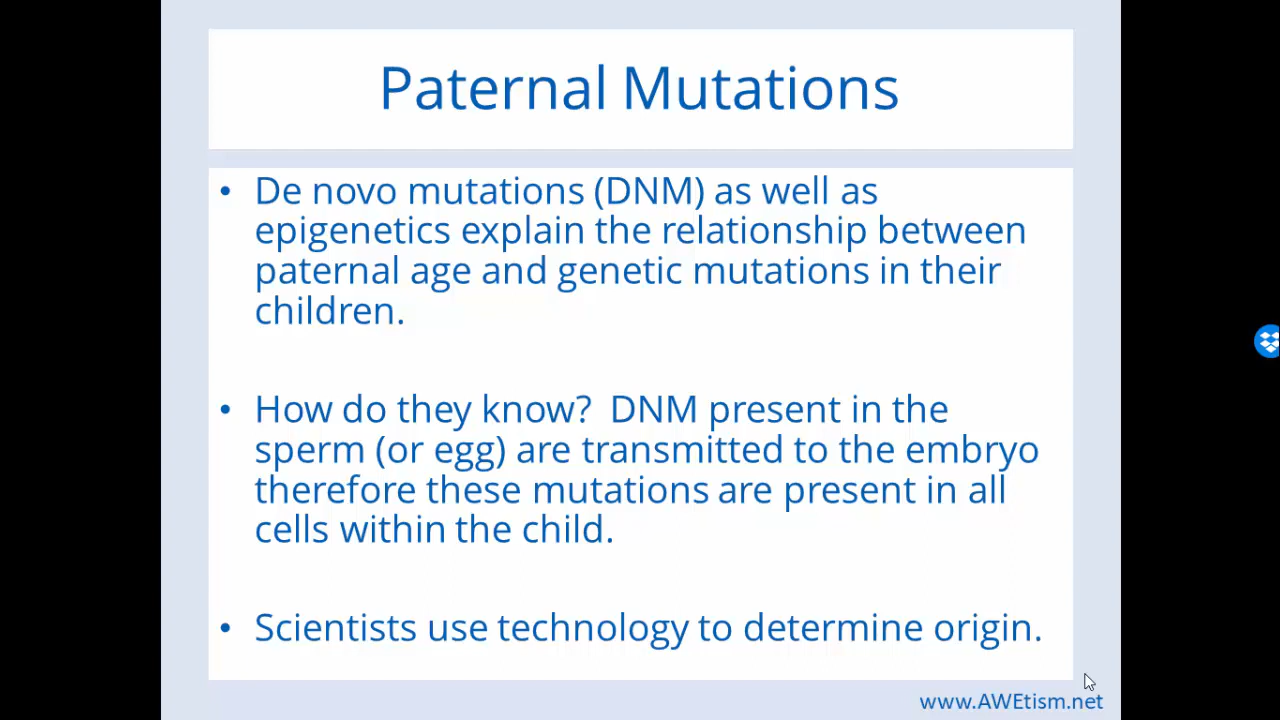 Paternal Mutations
• De novo mutations (DNM) as well as
epigenetics explain the relationship between
paternal age and genetic mutations in their
children.
• How do they know?  DNM present in the
sperm (or egg) are transmitted to the embryo
therefore these mutations are present in all
cells within the child.
• Scientists use technology to determine origin.
www.AWEtism.net